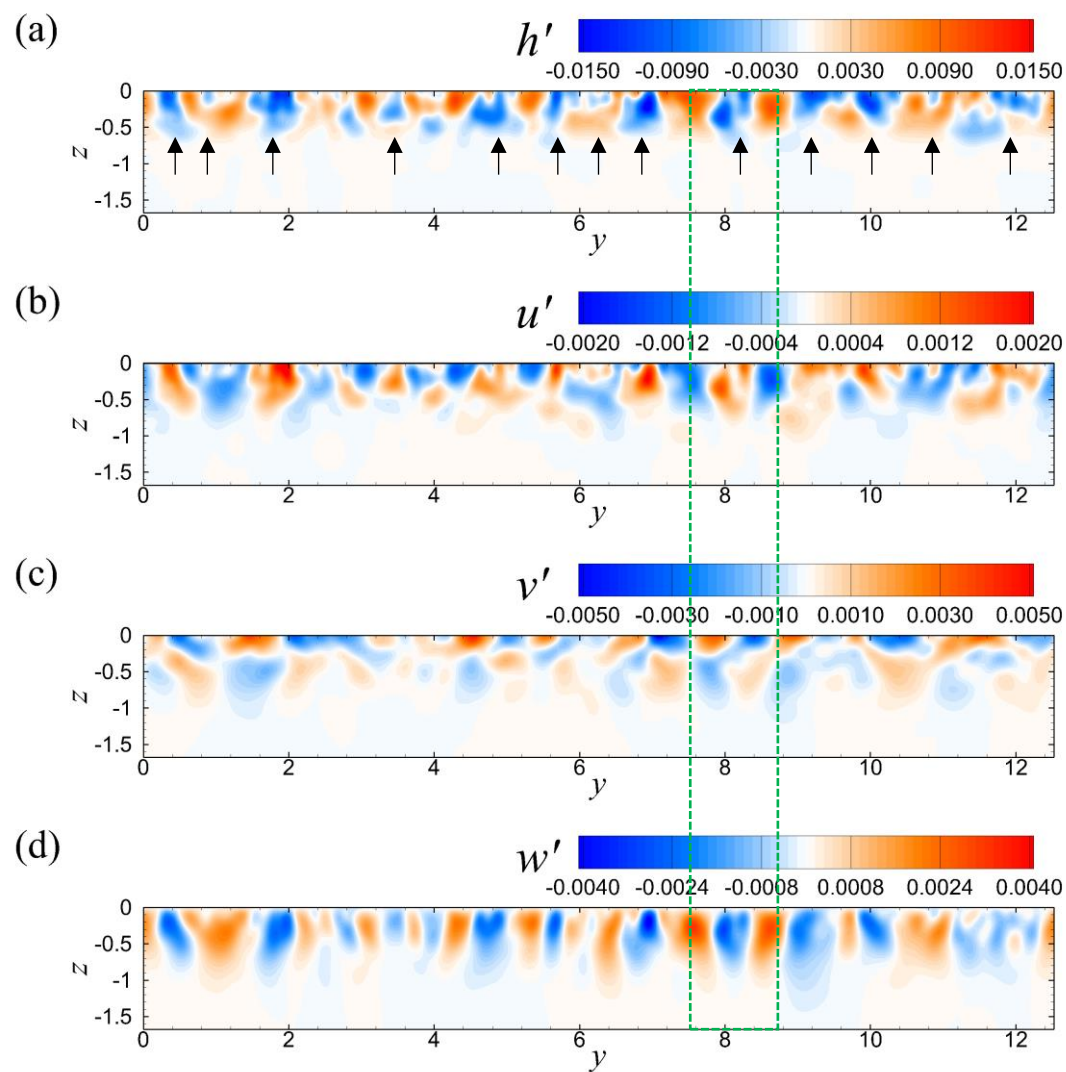 (a)
h′
-0.0150 -0.0090 -0.0030 0.0030 0.0090 0.0150
0
-0.5
-1
-1.5
z
0 2 4 6 8 10 12
y
(b)
u′
-0.0020 -0.0012 -0.0004 0.0004 0.0012 0.0020
0
-0.5
-1
-1.5
z
0 2 4 6 8 10 12
y
(c)
v′
-0.0050 -0.0030 -0.0010 0.0010 0.0030 0.0050
0
-0.5
-1
-1.5
z
0 2 4 6 8 10 12
y
(d)
w′
-0.0040 -0.0024 -0.0008 0.0008 0.0024 0.0040
0
-0.5
-1
-1.5
z
0 2 4 6 8 10 12
y